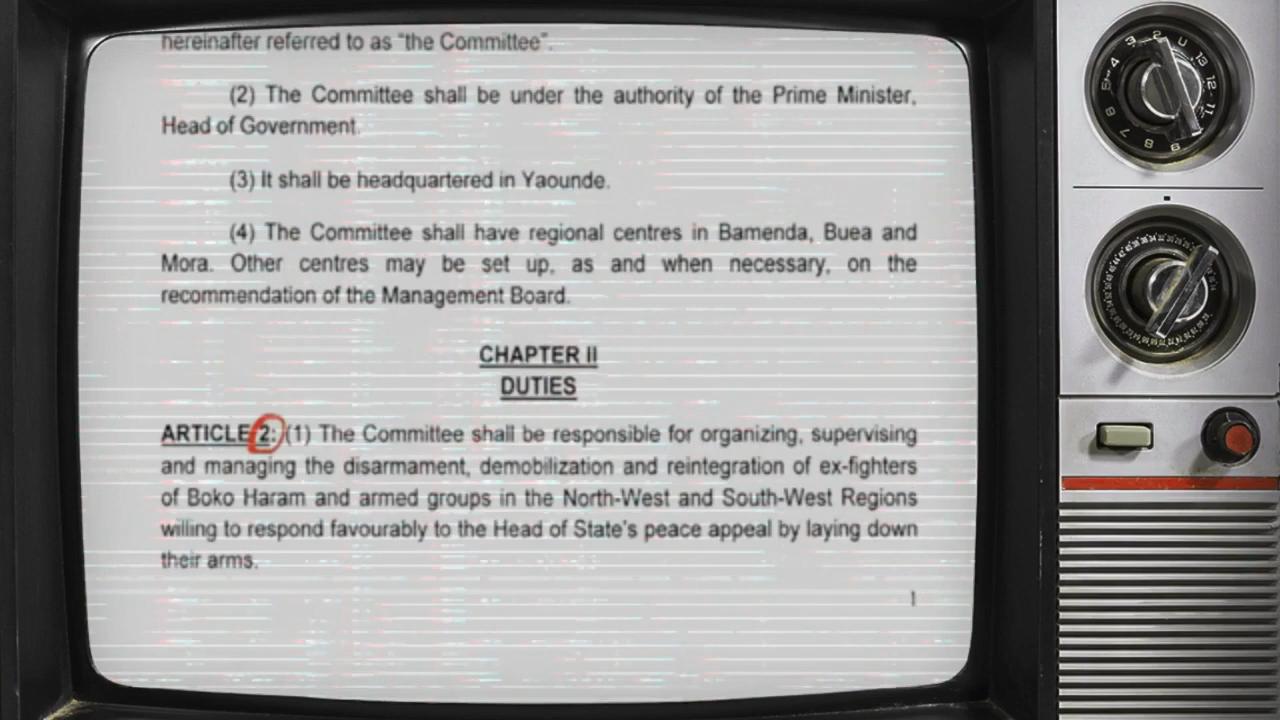 hereinafter referred to as “the Committee”.
(2) The Committee shall be under the authority of the Prime Minister,
Head of Government.
(3) It shall be headquartered in Yaounde.
(4) The Committee shall have regional centres in Bamenda, Buea and
Mora. Other centres may be set up, as and when necessary, on the
recommendation of the Management Board.
CHAPTER II
DUTIES
ARTICLE 2: (1) The Committee shall be responsible for organizing, supervising
and managing the disarmament, demobilization and reintegration of ex-fighters
of Boko Haram and armed groups in the North-West and South-West Regions
willing to respond favourably to the Head of State’s peace appeal by laying down
their arms.
1